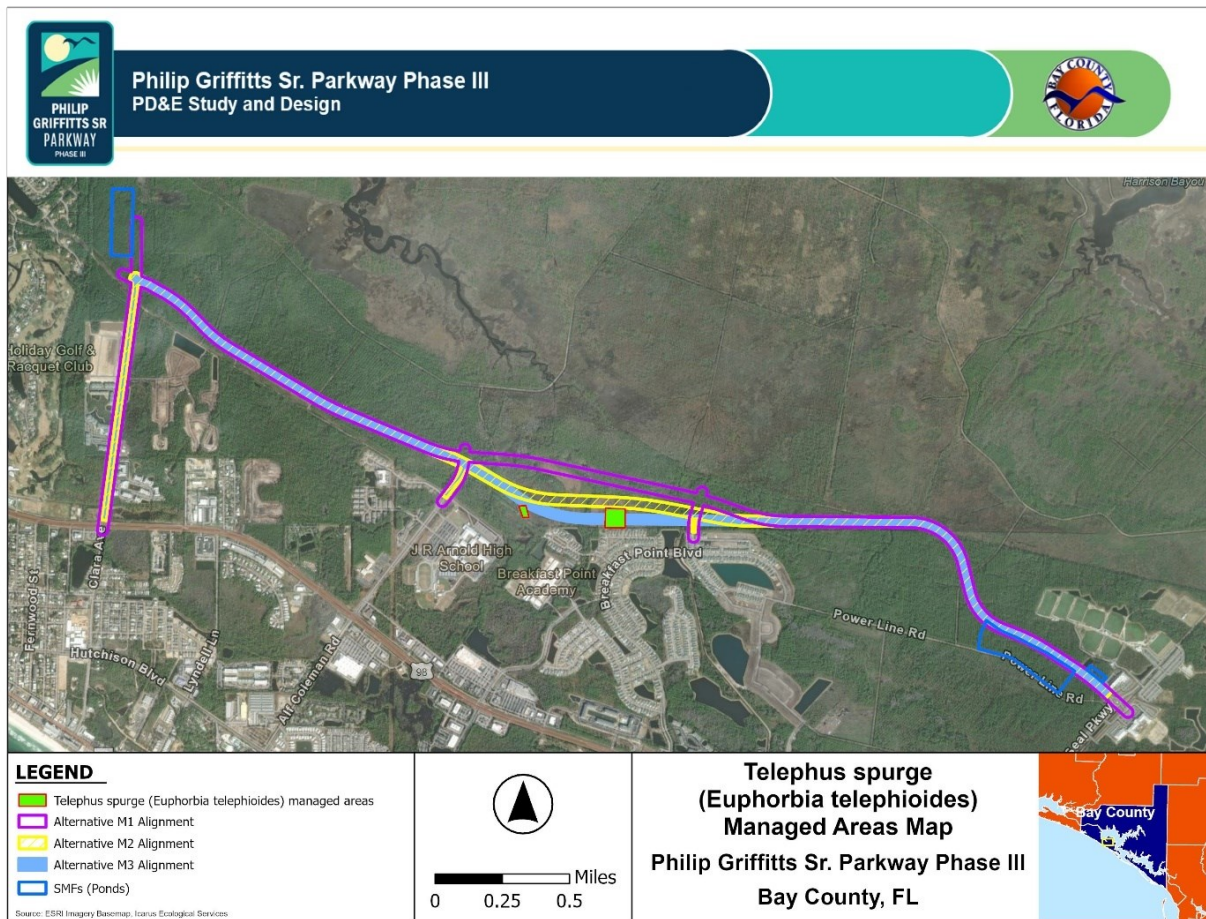 Philip Griffitts Sr. Parkway Phase III
PD&E Study and Design
PHILIP
GRIFFITTS SR
PARKWAY
PHASE III
BAY COUNTY
FLORIDA
Harrison Bayou
Holiday Golf &
Racquet Club
Clara Ave
Fernwood St
Hutchison Blvd
Lyndell Ln
Alf Coleman Rd
98
J R Arnold High
School
Breakfast Point
Academy
Breakfast Point Blvd
Power Line Rd
Power Line Rd
Seal Pkwy
LEGEND
Telephus spurge (Euphorbia telephioides) managed areas
Alternative M1 Alignment
Alternative M2 Alignment
Alternative M3 Alignment
SMFs (Ponds)
Source: ESRI Imagery Basemap, Icarus Ecological Services
Miles
0 0.25 0.5
Telephus spurge
(Euphorbia telephioides)
Managed Areas Map
Philip Griffitts Sr. Parkway Phase III
Bay County, FL
Bay County